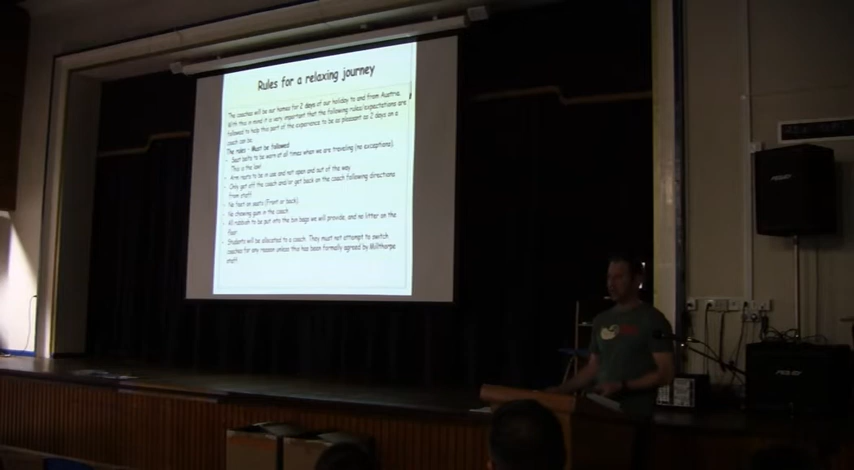 Rules for a relaxing journey
The coaches will be our homes for 2 days of our holiday to and from Austria.
With this in mind it is very important that the following rules/expectations are
followed to help this part of the experience to be as pleasant as 2 days on a
coach can be.
The rules - Must be followed
- Seat belts to be worn at all times when we are traveling (no exceptions).
This is the law!
- Arm rests to be in use and not open and out of the way.
- Only get off the coach and/or get back on the coach following directions
from staff.
- No feet on seats (front or back).
- No chewing gum in the coach.
- All rubbish to be put into the bin bags we will provide, and no litter on the
floor.
- Students will be allocated to a coach. They must not attempt to switch
coaches for any reason unless this has been formally agreed by Millthorpe
staff.
PEAVEY